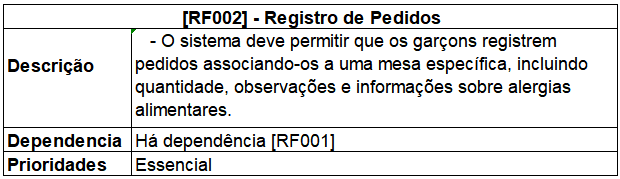 [RF002] - Registro de Pedidos
Descrição
- O sistema deve permitir que os garçons registrem
pedidos associando-os a uma mesa específica, incluindo
quantidade, observações e informações sobre alergias
alimentares.
Dependencia Há dependência [RF001]
Prioridades Essencial